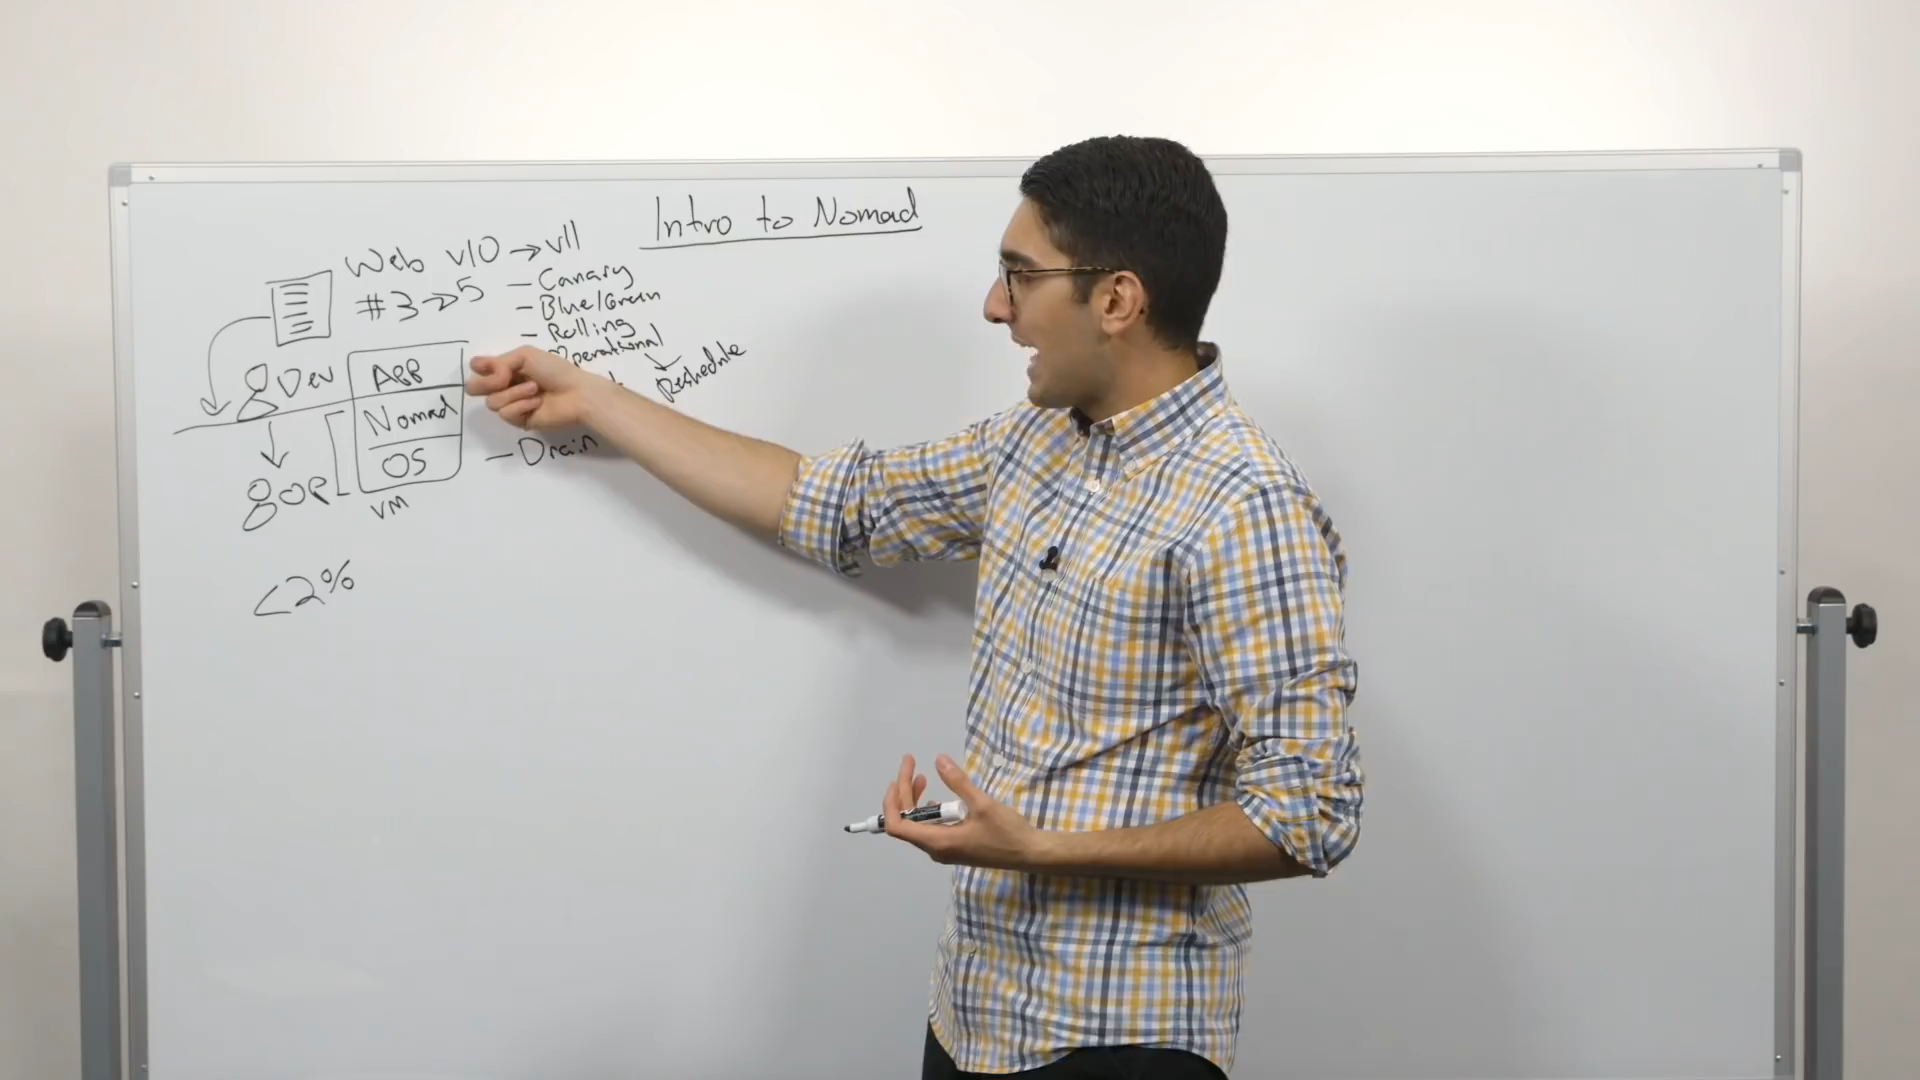 Intro to Nomad
Web v10 → v11
#3→5
- Canary
- Blue/Green
- Rolling
Operational
Reshedule
Dev
App
Nomad
OS
OP
VM
- Drain
<2%